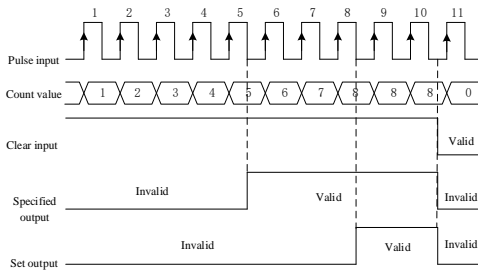 1 2 3 4 5 6 7 8 9 10 11
Pulse input
Count value 1 2 3 4 5 6 7 8 8 8 0
Clear input Valid
Specified output Invalid Valid Invalid
Set output Invalid Valid Invalid